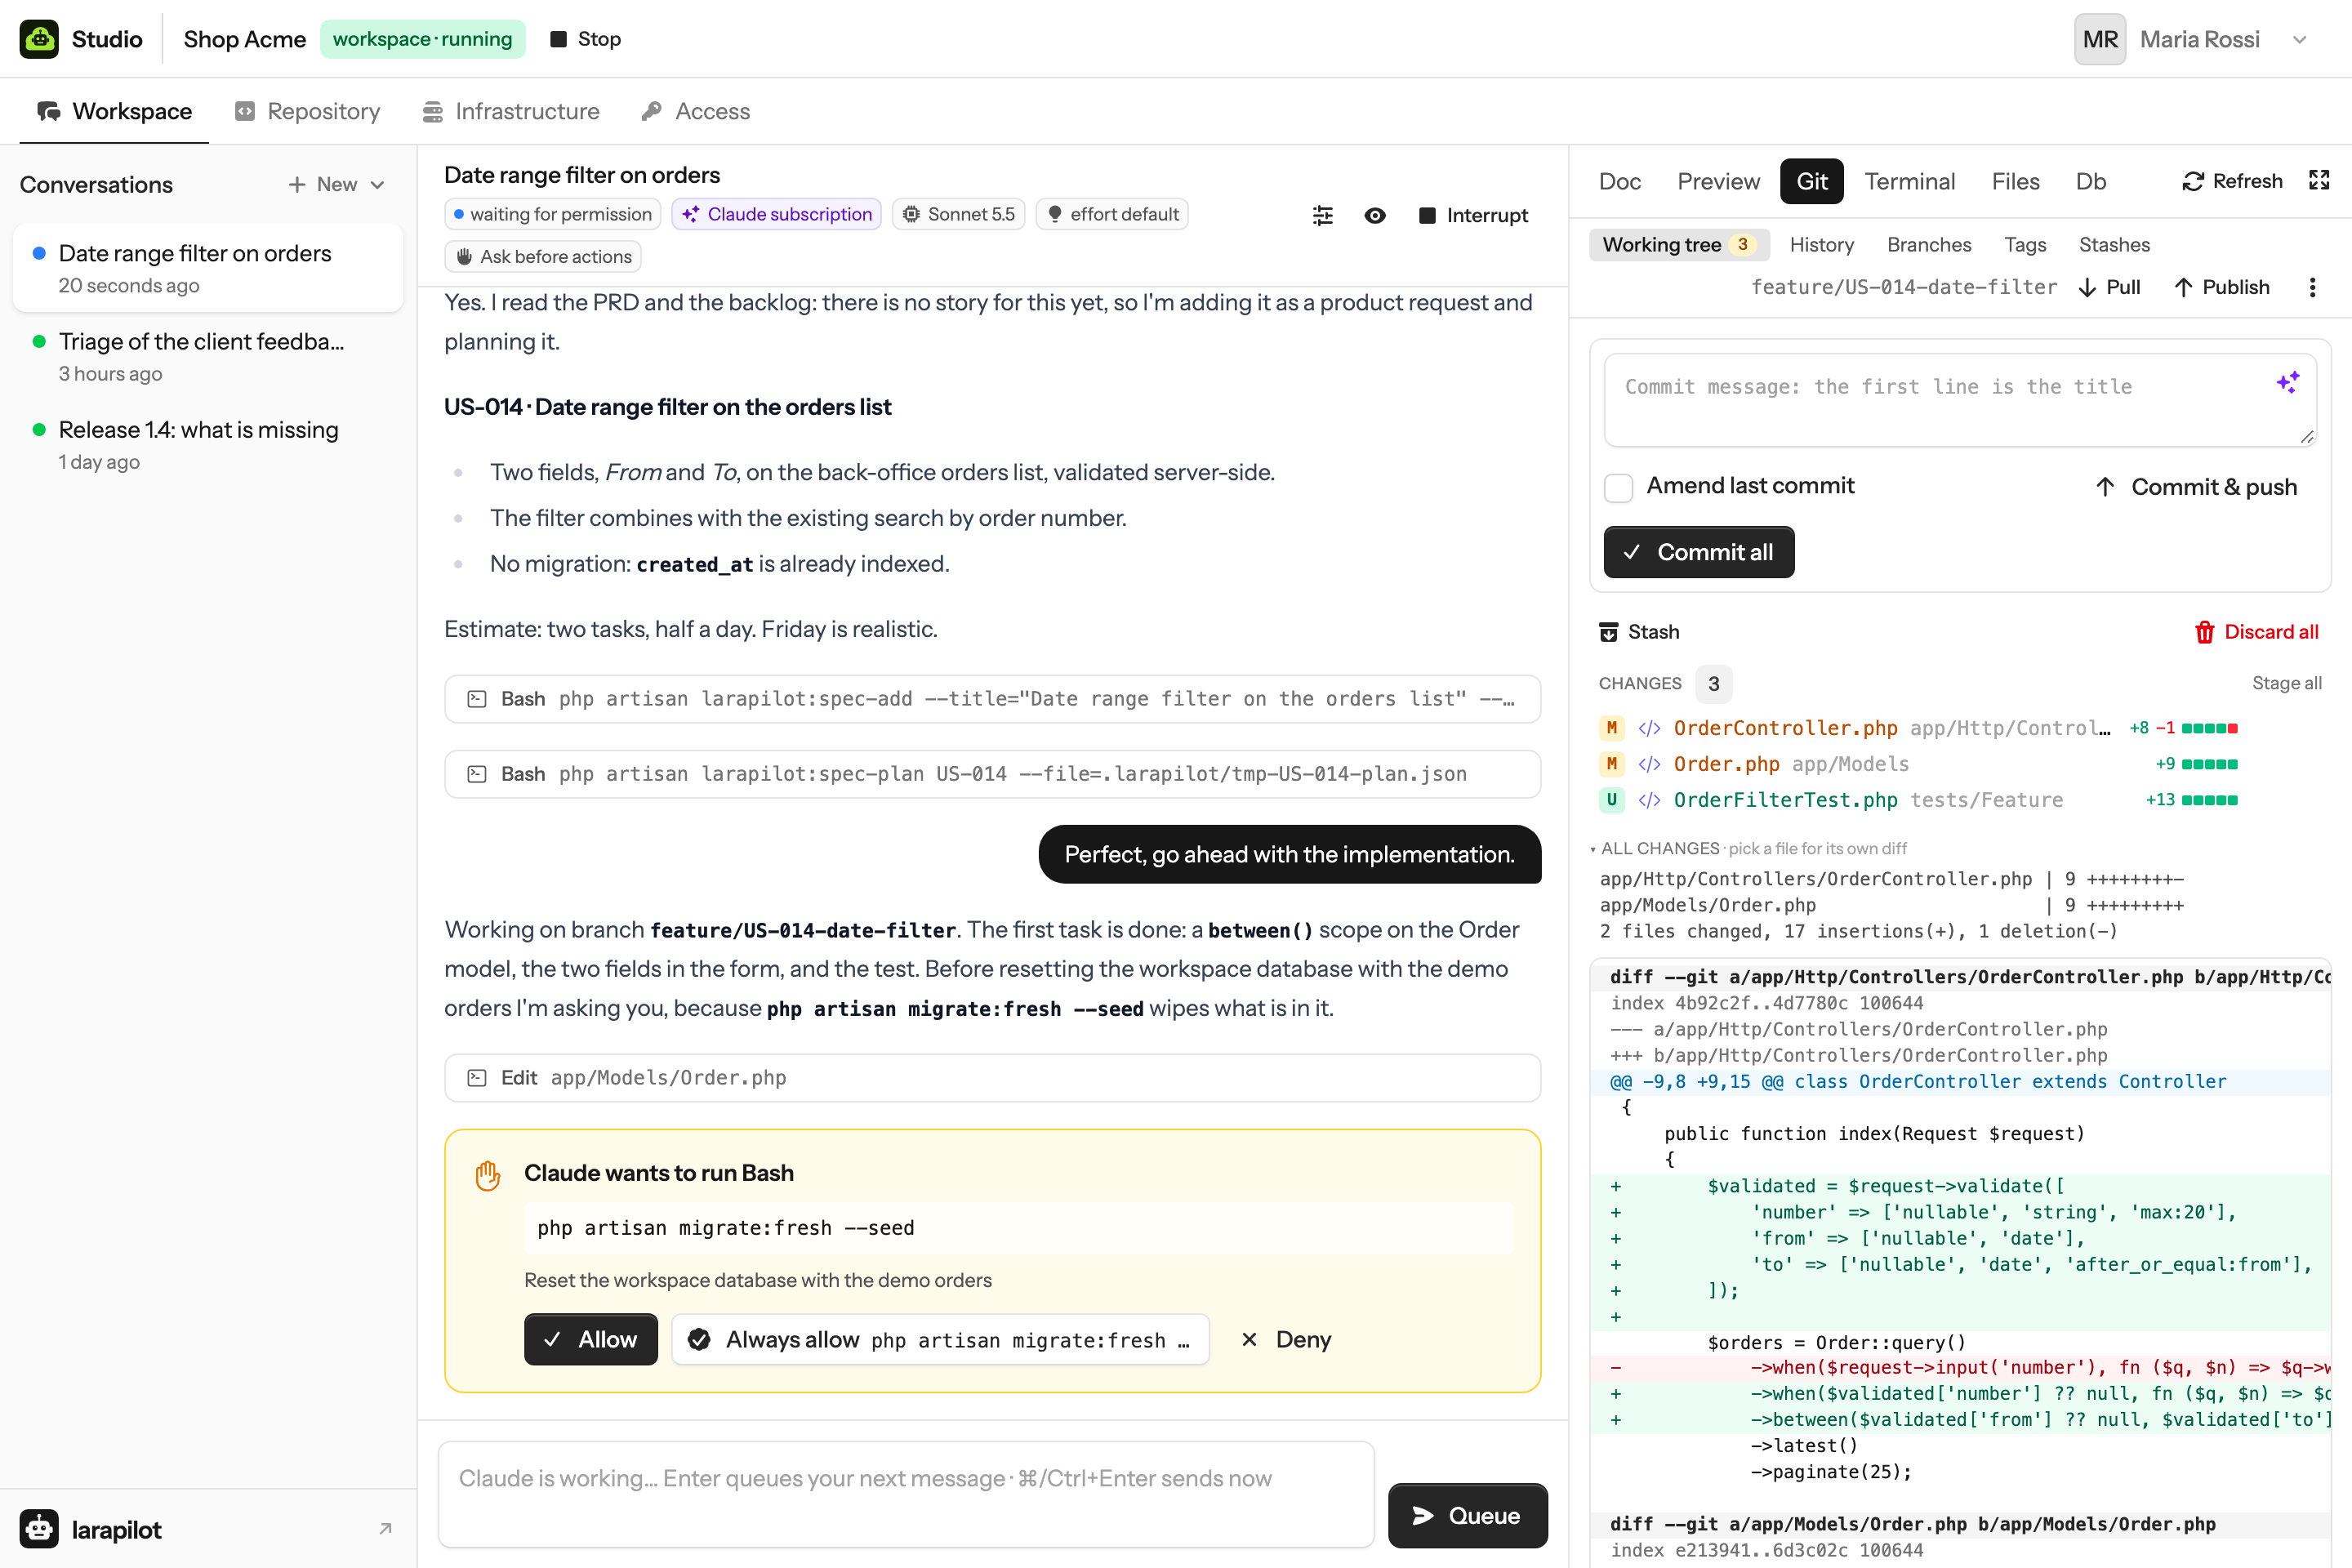 Studio
Shop Acme
workspace · running
Stop
MR
Maria Rossi
Workspace
Repository
Infrastructure
Access
Conversations
New
Date range filter on orders
20 seconds ago
Triage of the client feedba...
3 hours ago
Release 1.4: what is missing
1 day ago
larapilot
Date range filter on orders
waiting for permission
Claude subscription
Sonnet 5.5
effort default
Ask before actions
Interrupt
Yes. I read the PRD and the backlog: there is no story for this yet, so I'm adding it as a product request and
planning it.
US-014 · Date range filter on the orders list
Two fields, From and To, on the back-office orders list, validated server-side.
The filter combines with the existing search by order number.
No migration: created_at is already indexed.
Estimate: two tasks, half a day. Friday is realistic.
Bash php artisan larapilot:spec-add --title="Date range filter on the orders list" --...
Bash php artisan larapilot:spec-plan US-014 --file=.larapilot/tmp-US-014-plan.json
Perfect, go ahead with the implementation.
Working on branch feature/US-014-date-filter. The first task is done: a between() scope on the Order
model, the two fields in the form, and the test. Before resetting the workspace database with the demo
orders I'm asking you, because php artisan migrate:fresh --seed wipes what is in it.
Edit app/Models/Order.php
Claude wants to run Bash
php artisan migrate:fresh --seed
Reset the workspace database with the demo orders
Allow
Always allow php artisan migrate:fresh ...
Deny
Claude is working... Enter queues your next message · ⌘/Ctrl+Enter sends now
Queue
Doc
Preview
Git
Terminal
Files
Db
Refresh
Working tree 3
History
Branches
Tags
Stashes
feature/US-014-date-filter
Pull
Publish
Commit message: the first line is the title
Amend last commit
Commit & push
Commit all
Stash
Discard all
CHANGES 3
Stage all
M </> OrderController.php app/Http/Control... +8 -1
M </> Order.php app/Models +9
U </> OrderFilterTest.php tests/Feature +13
ALL CHANGES · pick a file for its own diff
app/Http/Controllers/OrderController.php | 9 ++++++++-
app/Models/Order.php | 9 +++++++++
2 files changed, 17 insertions(+), 1 deletion(-)
diff --git a/app/Http/Controllers/OrderController.php b/app/Http/Co
index 4b92c2f..4d7780c 100644
--- a/app/Http/Controllers/OrderController.php
+++ b/app/Http/Controllers/OrderController.php
@@ -9,8 +9,15 @@ class OrderController extends Controller
{
public function index(Request $request)
{
+ $validated = $request->validate([
+ 'number' => ['nullable', 'string', 'max:20'],
+ 'from' => ['nullable', 'date'],
+ 'to' => ['nullable', 'date', 'after_or_equal:from'],
+ ]);
+
$orders = Order::query()
- ->when($request->input('number'), fn ($q, $n) => $q->w
+ ->when($validated['number'] ?? null, fn ($q, $n) => $q
+ ->between($validated['from'] ?? null, $validated['to']
->latest()
->paginate(25);
diff --git a/app/Models/Order.php b/app/Models/Order.php
index e213941..6d3c02c 100644